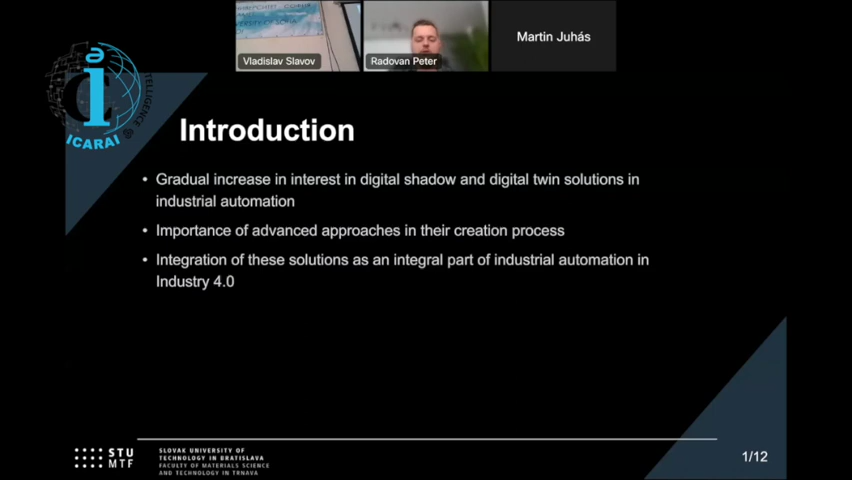 Vladislav Slavov
Radovan Peter
Martin Juhás
ICARAI
Introduction
• Gradual increase in interest in digital shadow and digital twin solutions in
industrial automation
• Importance of advanced approaches in their creation process
• Integration of these solutions as an integral part of industrial automation in
Industry 4.0
STU
MTF
SLOVAK UNIVERSITY OF
TECHNOLOGY IN BRATISLAVA
FACULTY OF MATERIALS SCIENCE
AND TECHNOLOGY IN TRNAVA
1/12